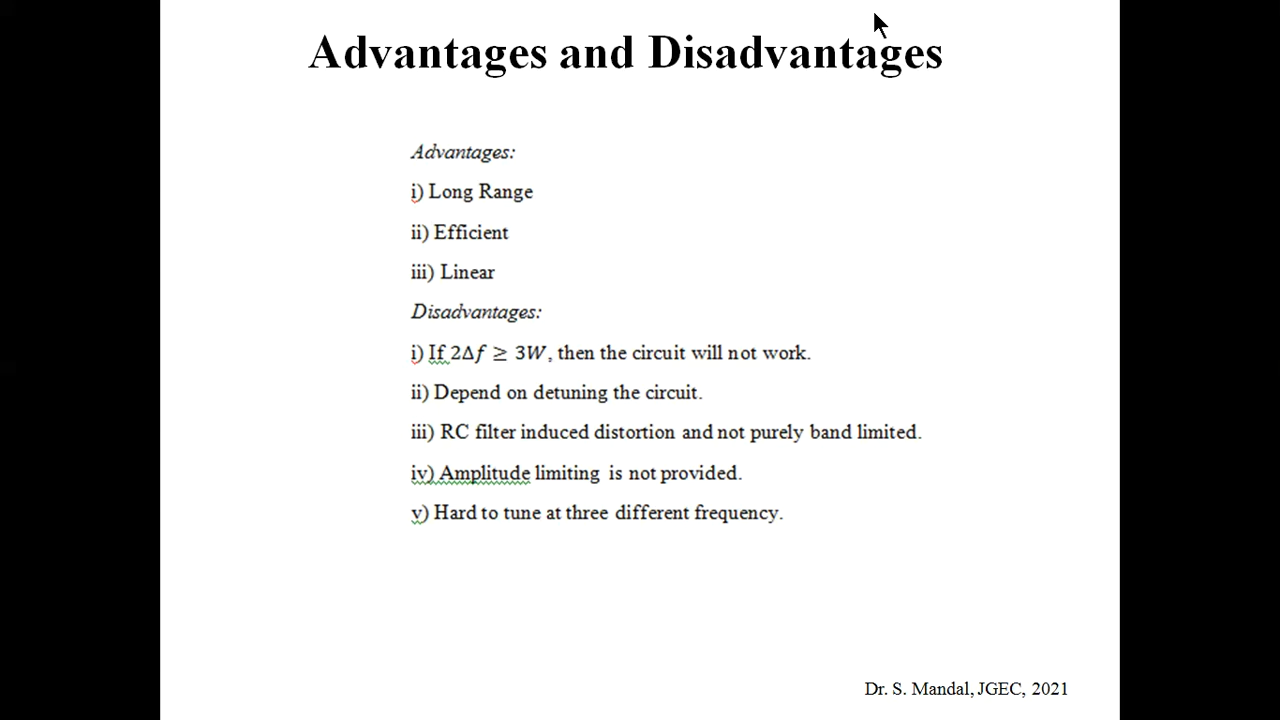 Advantages and Disadvantages
Advantages:
i) Long Range
ii) Efficient
iii) Linear
Disadvantages:
i) If 2Δf ≥ 3W, then the circuit will not work.
ii) Depend on detuning the circuit.
iii) RC filter induced distortion and not purely band limited.
iv) Amplitude limiting is not provided.
v) Hard to tune at three different frequency.
Dr. S. Mandal, JGEC, 2021